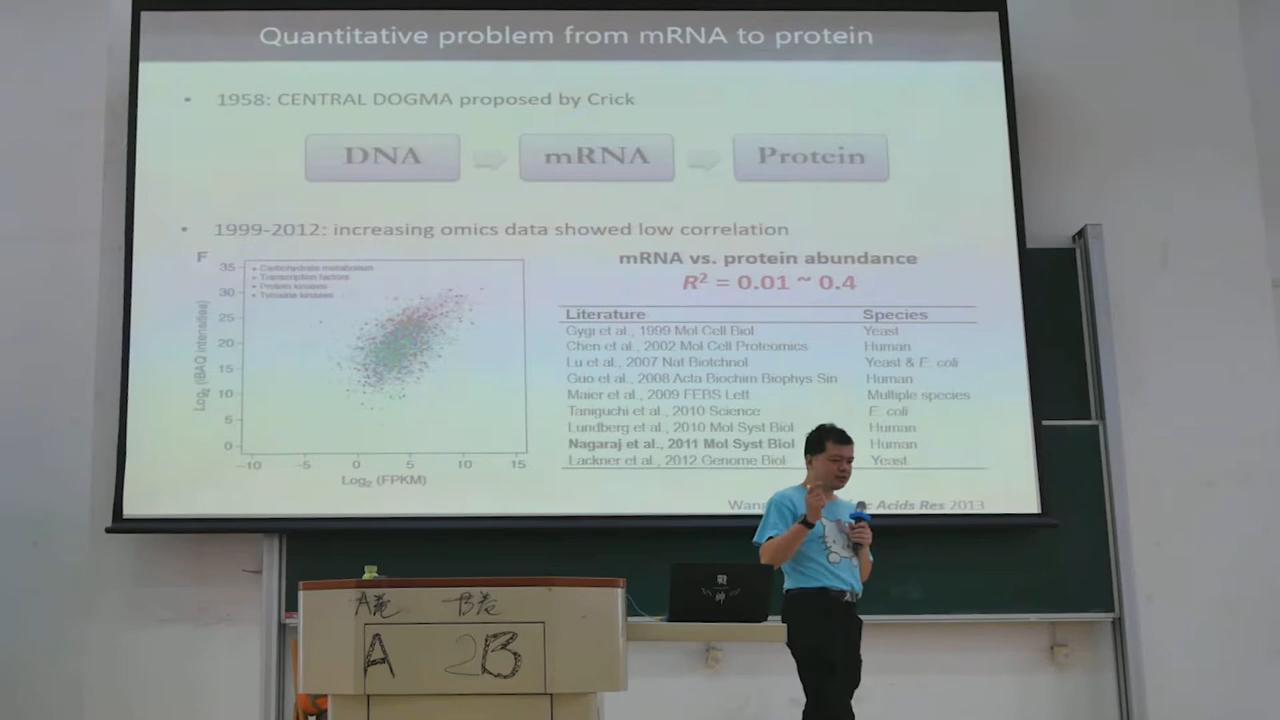 Quantitative problem from mRNA to protein
• 1958: CENTRAL DOGMA proposed by Crick
DNA mRNA Protein
• 1999-2012: increasing omics data showed low correlation
F
mRNA vs. protein abundance
R² = 0.01 ~ 0.4
35
30
25
20
15
10
5
0
Log₂ (iBAQ intensities)
• Carbohydrate metabolism
• Transcription factors
• Protein kinases
• Tyrosine kinases
−10 −5 0 5 10 15
Log₂ (FPKM)
Literature Species
Gygi et al., 1999 Mol Cell Biol Yeast
Chen et al., 2002 Mol Cell Proteomics Human
Lu et al., 2007 Nat Biotchnol Yeast & E. coli
Guo et al., 2008 Acta Biochim Biophys Sin Human
Maier et al., 2009 FEBS Lett Multiple species
Taniguchi et al., 2010 Science E. coli
Lundberg et al., 2010 Mol Syst Biol Human
Nagaraj et al., 2011 Mol Syst Biol Human
Lackner et al., 2012 Genome Biol Yeast
Acids Res 2013
A卷 B卷
A 2B